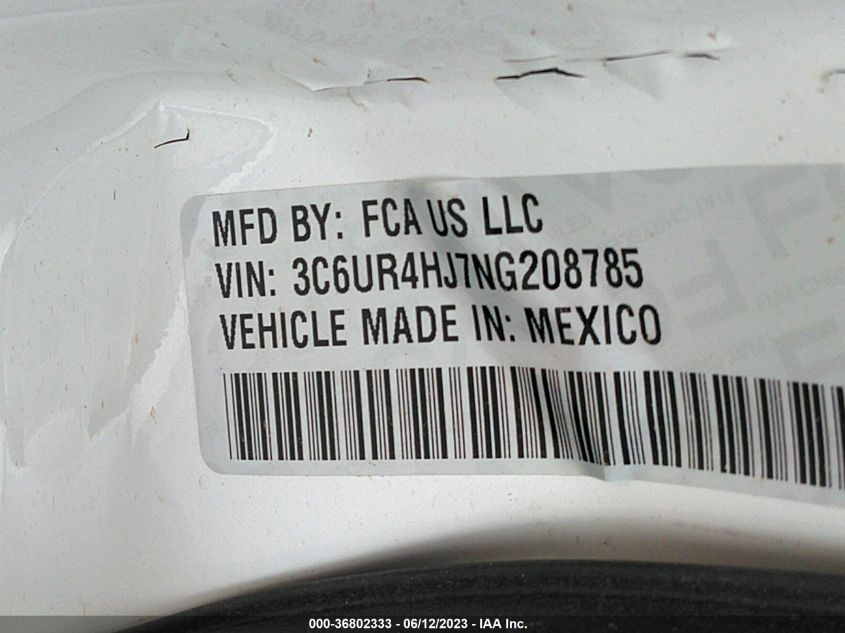 MFD BY: FCA US LLC
VIN: 3C6UR4HJ7NG208785
VEHICLE MADE IN: MEXICO
000-36802333 - 06/12/2023 - IAA Inc.